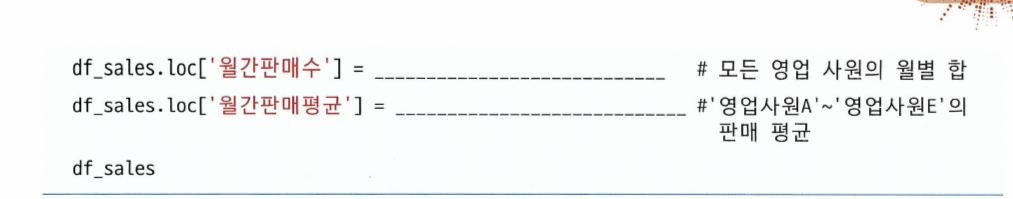 df_sales.loc['월간판매수'] = ____________________________ # 모든 영업 사원의 월별 합
df_sales.loc['월간판매평균'] = ____________________________ #'영업사원A'~'영업사원E'의
판매 평균
df_sales